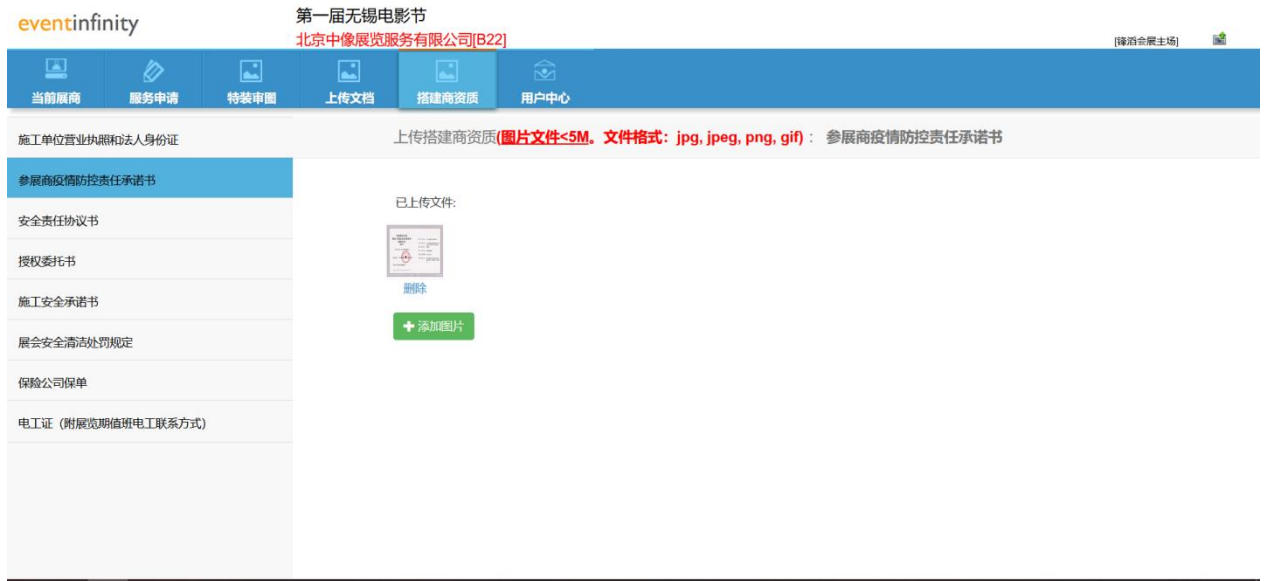 eventinfinity
第一届无锡电影节
北京中像展览服务有限公司[B22]
[锋滔会展主场]
当前展商
服务申请
特装审图
上传文档
搭建商资质
用户中心
施工单位营业执照和法人身份证
参展商疫情防控责任承诺书
安全责任协议书
授权委托书
施工安全承诺书
展会安全清洁处罚规定
保险公司保单
电工证（附展览期值班电工联系方式）
上传搭建商资质(图片文件<5M。文件格式：jpg, jpeg, png, gif)： 参展商疫情防控责任承诺书
已上传文件:
删除
添加图片